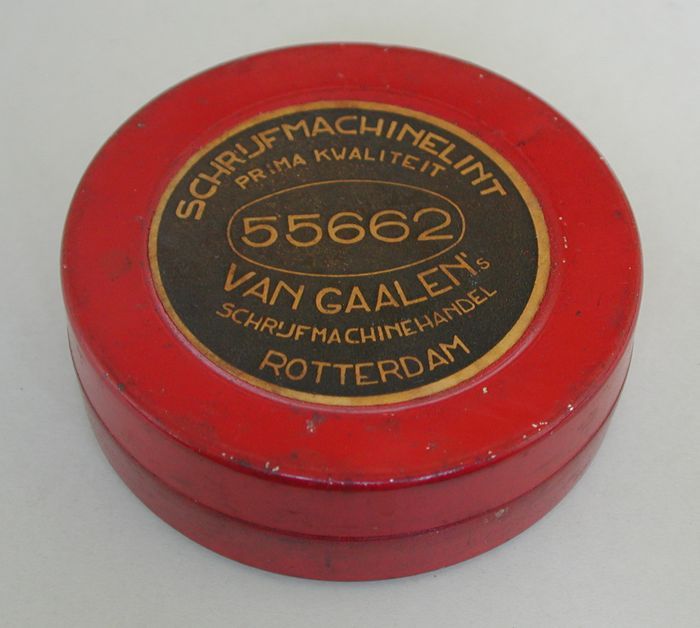 SCHRIJFMACHINELINT
PRIMA KWALITEIT
55662
VAN GAALEN's
SCHRIJFMACHINEHANDEL
ROTTERDAM